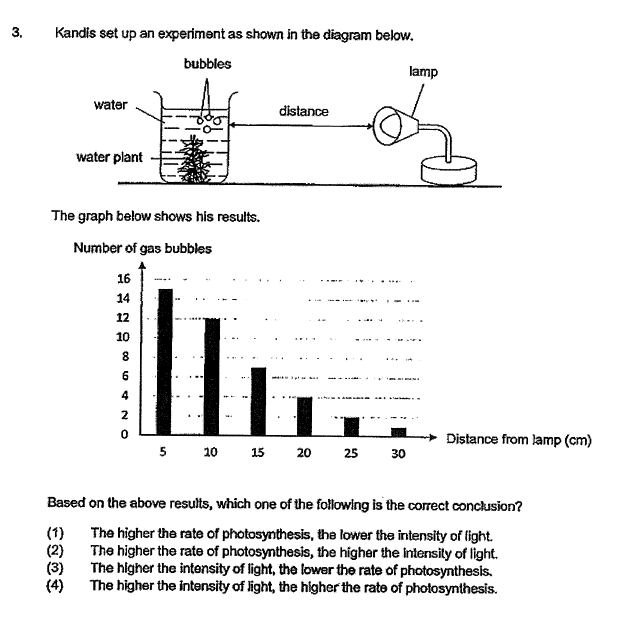 3. Kandis set up an experiment as shown in the diagram below.
bubbles
lamp
water
distance
water plant
The graph below shows his results.
Number of gas bubbles
16
14
12
10
8
6
4
2
0
5 10 15 20 25 30
Distance from lamp (cm)
Based on the above results, which one of the following is the correct conclusion?
(1) The higher the rate of photosynthesis, the lower the intensity of light.
(2) The higher the rate of photosynthesis, the higher the intensity of light.
(3) The higher the intensity of light, the lower the rate of photosynthesis.
(4) The higher the intensity of light, the higher the rate of photosynthesis.